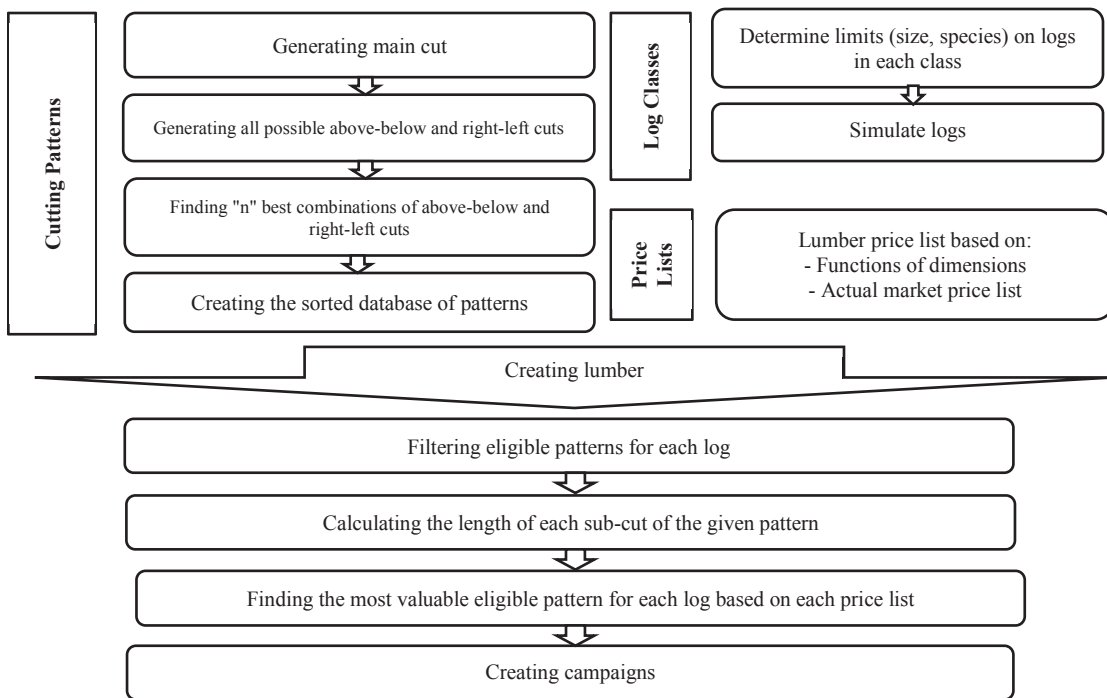 Cutting Patterns
Generating main cut
Generating all possible above-below and right-left cuts
Finding "n" best combinations of above-below and
right-left cuts
Creating the sorted database of patterns
Log Classes
Determine limits (size, species) on logs
in each class
Simulate logs
Price
Lists
Lumber price list based on:
- Functions of dimensions
- Actual market price list
Creating lumber
Filtering eligible patterns for each log
Calculating the length of each sub-cut of the given pattern
Finding the most valuable eligible pattern for each log based on each price list
Creating campaigns